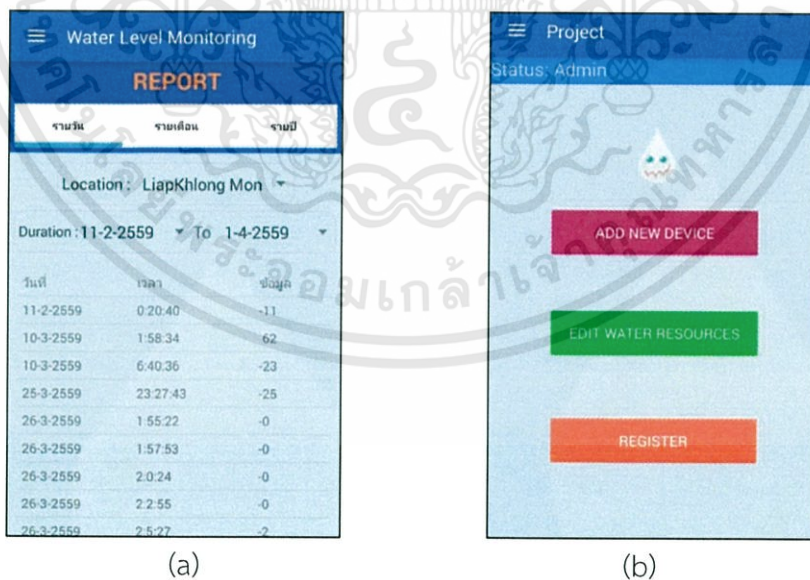 Water Level Monitoring
REPORT
รายวัน รายเดือน รายปี
Location : LiapKhlong Mon
Duration : 11-2-2559 To 1-4-2559
วันที่ เวลา ข้อมูล
11-2-2559 0:20:40 -11
10-3-2559 1:58:34 62
10-3-2559 6:40:36 -23
25-3-2559 23:27:43 -25
26-3-2559 1:55:22 -0
26-3-2559 1:57:53 -0
26-3-2559 2:0:24 -0
26-3-2559 2:2:55 -0
26-3-2559 2:5:27 -2
(a)
Project
Status: Admin
ADD NEW DEVICE
EDIT WATER RESOURCES
REGISTER
(b)